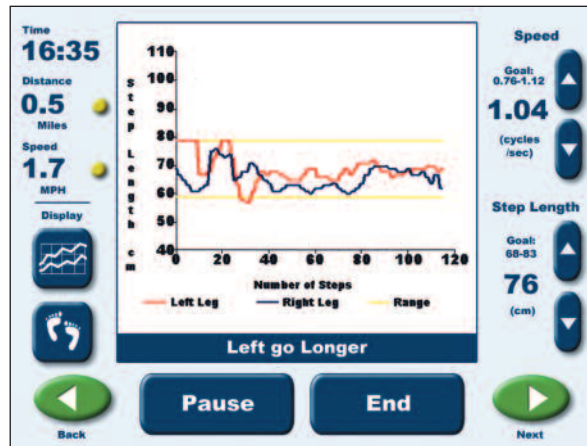 Time
16:35
Distance
0.5
Miles
Speed
1.7
MPH
Display
Back
110
100
90
80
70
60
50
40
Step Length cm
0 20 40 60 80 100 120
Number of Steps
Left Leg Right Leg Range
Left go Longer
Pause
End
Speed
Goal:
0.76-1.12
1.04
(cycles
/sec)
Step Length
Goal:
68-83
76
(cm)
Next